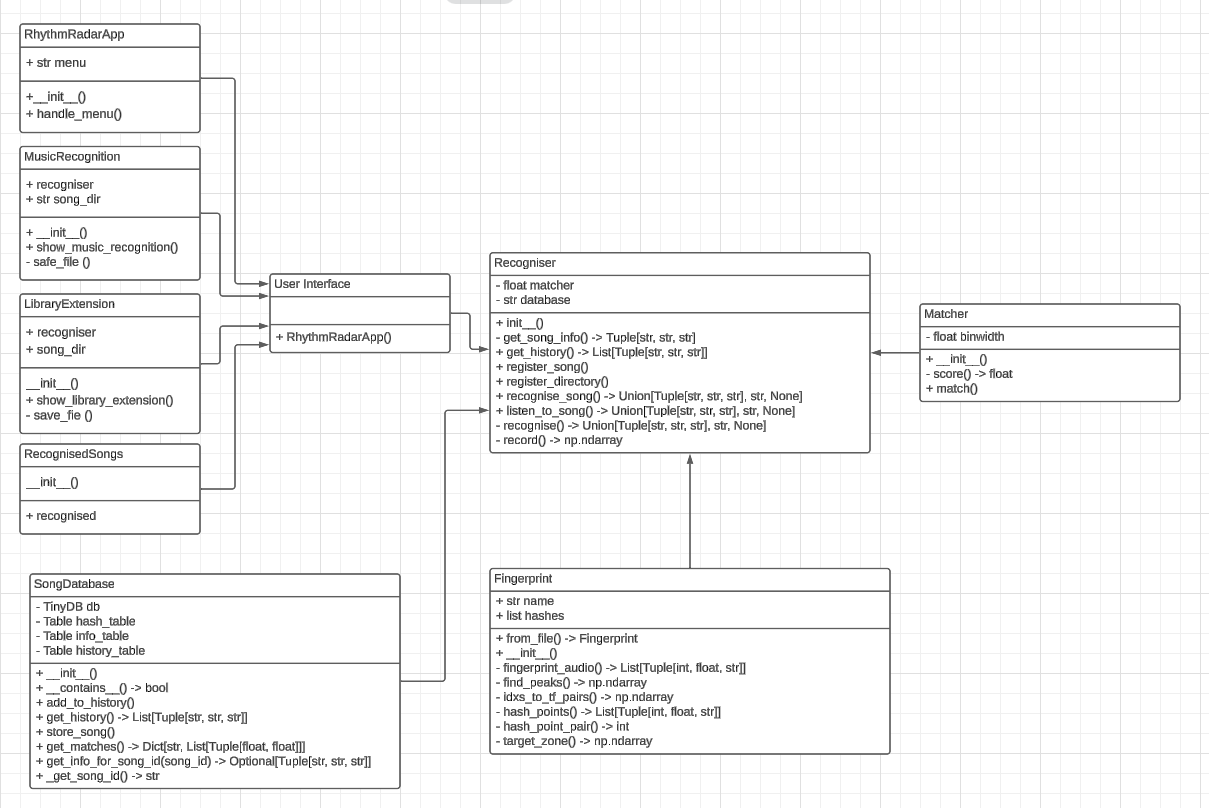 RhythmRadarApp
+ str menu
+__init__()
+ handle_menu()
MusicRecognition
+ recogniser
+ str song_dir
+ __init__()
+ show_music_recognition()
- safe_file ()
LibraryExtension
+ recogniser
+ song_dir
__init__()
+ show_library_extension()
- save_fie ()
RecognisedSongs
__init__()
+ recognised
User Interface
+ RhythmRadarApp()
Recogniser
- float matcher
- str database
+ init__()
- get_song_info() -> Tuple[str, str, str]
+ get_history() -> List[Tuple[str, str, str]]
+ register_song()
+ register_directory()
+ recognise_song() -> Union[Tuple[str, str, str], str, None]
+ listen_to_song() -> Union[Tuple[str, str, str], str, None]
- recognise() -> Union[Tuple[str, str, str], str, None]
- record() -> np.ndarray
Matcher
- float binwidth
+ __init__()
- score() -> float
+ match()
SongDatabase
- TinyDB db
- Table hash_table
- Table info_table
- Table history_table
+ __init__()
+ __contains__() -> bool
+ add_to_history()
+ get_history() -> List[Tuple[str, str, str]]
+ store_song()
+ get_matches() -> Dict[str, List[Tuple[float, float]]]
+ get_info_for_song_id(song_id) -> Optional[Tuple[str, str, str]]
+ _get_song_id() -> str
Fingerprint
+ str name
+ list hashes
+ from_file() -> Fingerprint
+ __init__()
- fingerprint_audio() -> List[Tuple[int, float, str]]
- find_peaks() -> np.ndarray
- idxs_to_tf_pairs() -> np.ndarray
- hash_points() -> List[Tuple[int, float, str]]
- hash_point_pair() -> int
- target_zone() -> np.ndarray